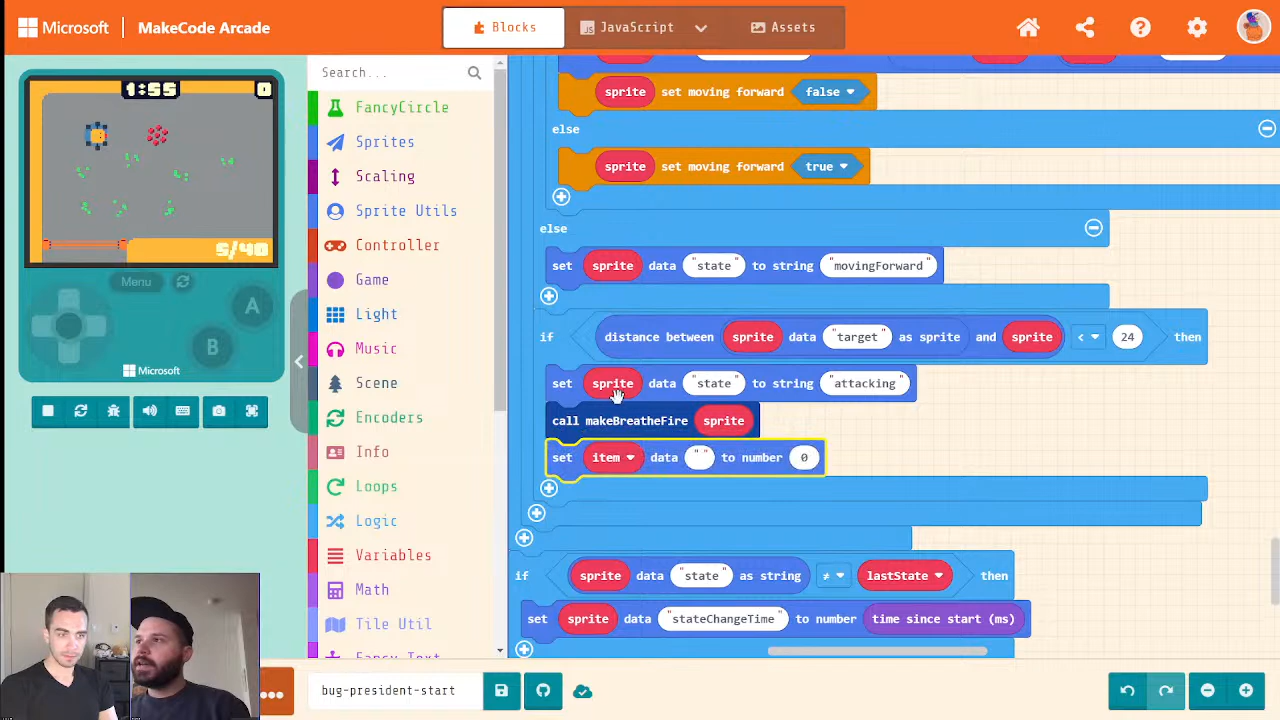 Microsoft
MakeCode Arcade
Blocks
JavaScript
Assets
1:55
0
5/40
Menu
A
B
Microsoft
Search...
FancyCircle
Sprites
Scaling
Sprite Utils
Controller
Game
Light
Music
Scene
Encoders
Info
Loops
Logic
Variables
Math
Tile Util
Fancy Text
sprite set moving forward false
else
sprite set moving forward true
else
set sprite data "state" to string "movingForward"
if distance between sprite data "target" as sprite and sprite < 24 then
set sprite data "state" to string "attacking"
call makeBreatheFire sprite
set item data " " to number 0
if sprite data "state" as string ≠ lastState then
set sprite data "stateChangeTime" to number time since start (ms)
bug-president-start